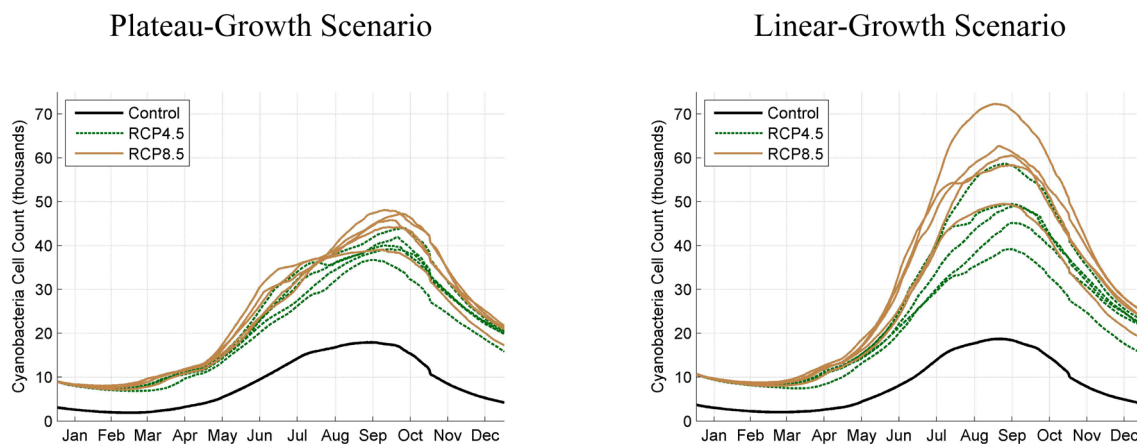 Plateau-Growth Scenario
Linear-Growth Scenario
Cyanobacteria Cell Count (thousands)
70
60
50
40
30
20
10
0
Control
RCP4.5
RCP8.5
Jan Feb Mar Apr May Jun Jul Aug Sep Oct Nov Dec
Cyanobacteria Cell Count (thousands)
70
60
50
40
30
20
10
0
Control
RCP4.5
RCP8.5
Jan Feb Mar Apr May Jun Jul Aug Sep Oct Nov Dec